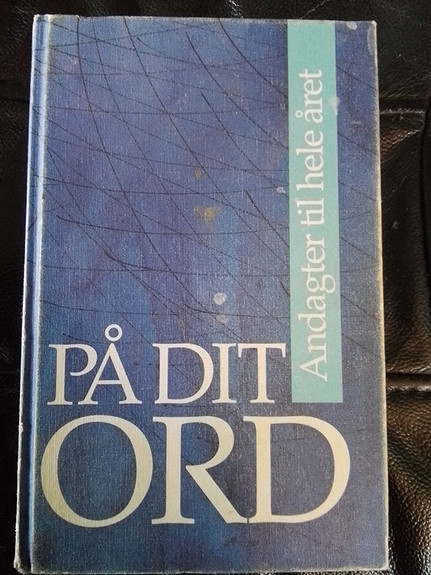 Andagter til hele året
PÅ DIT
ORD